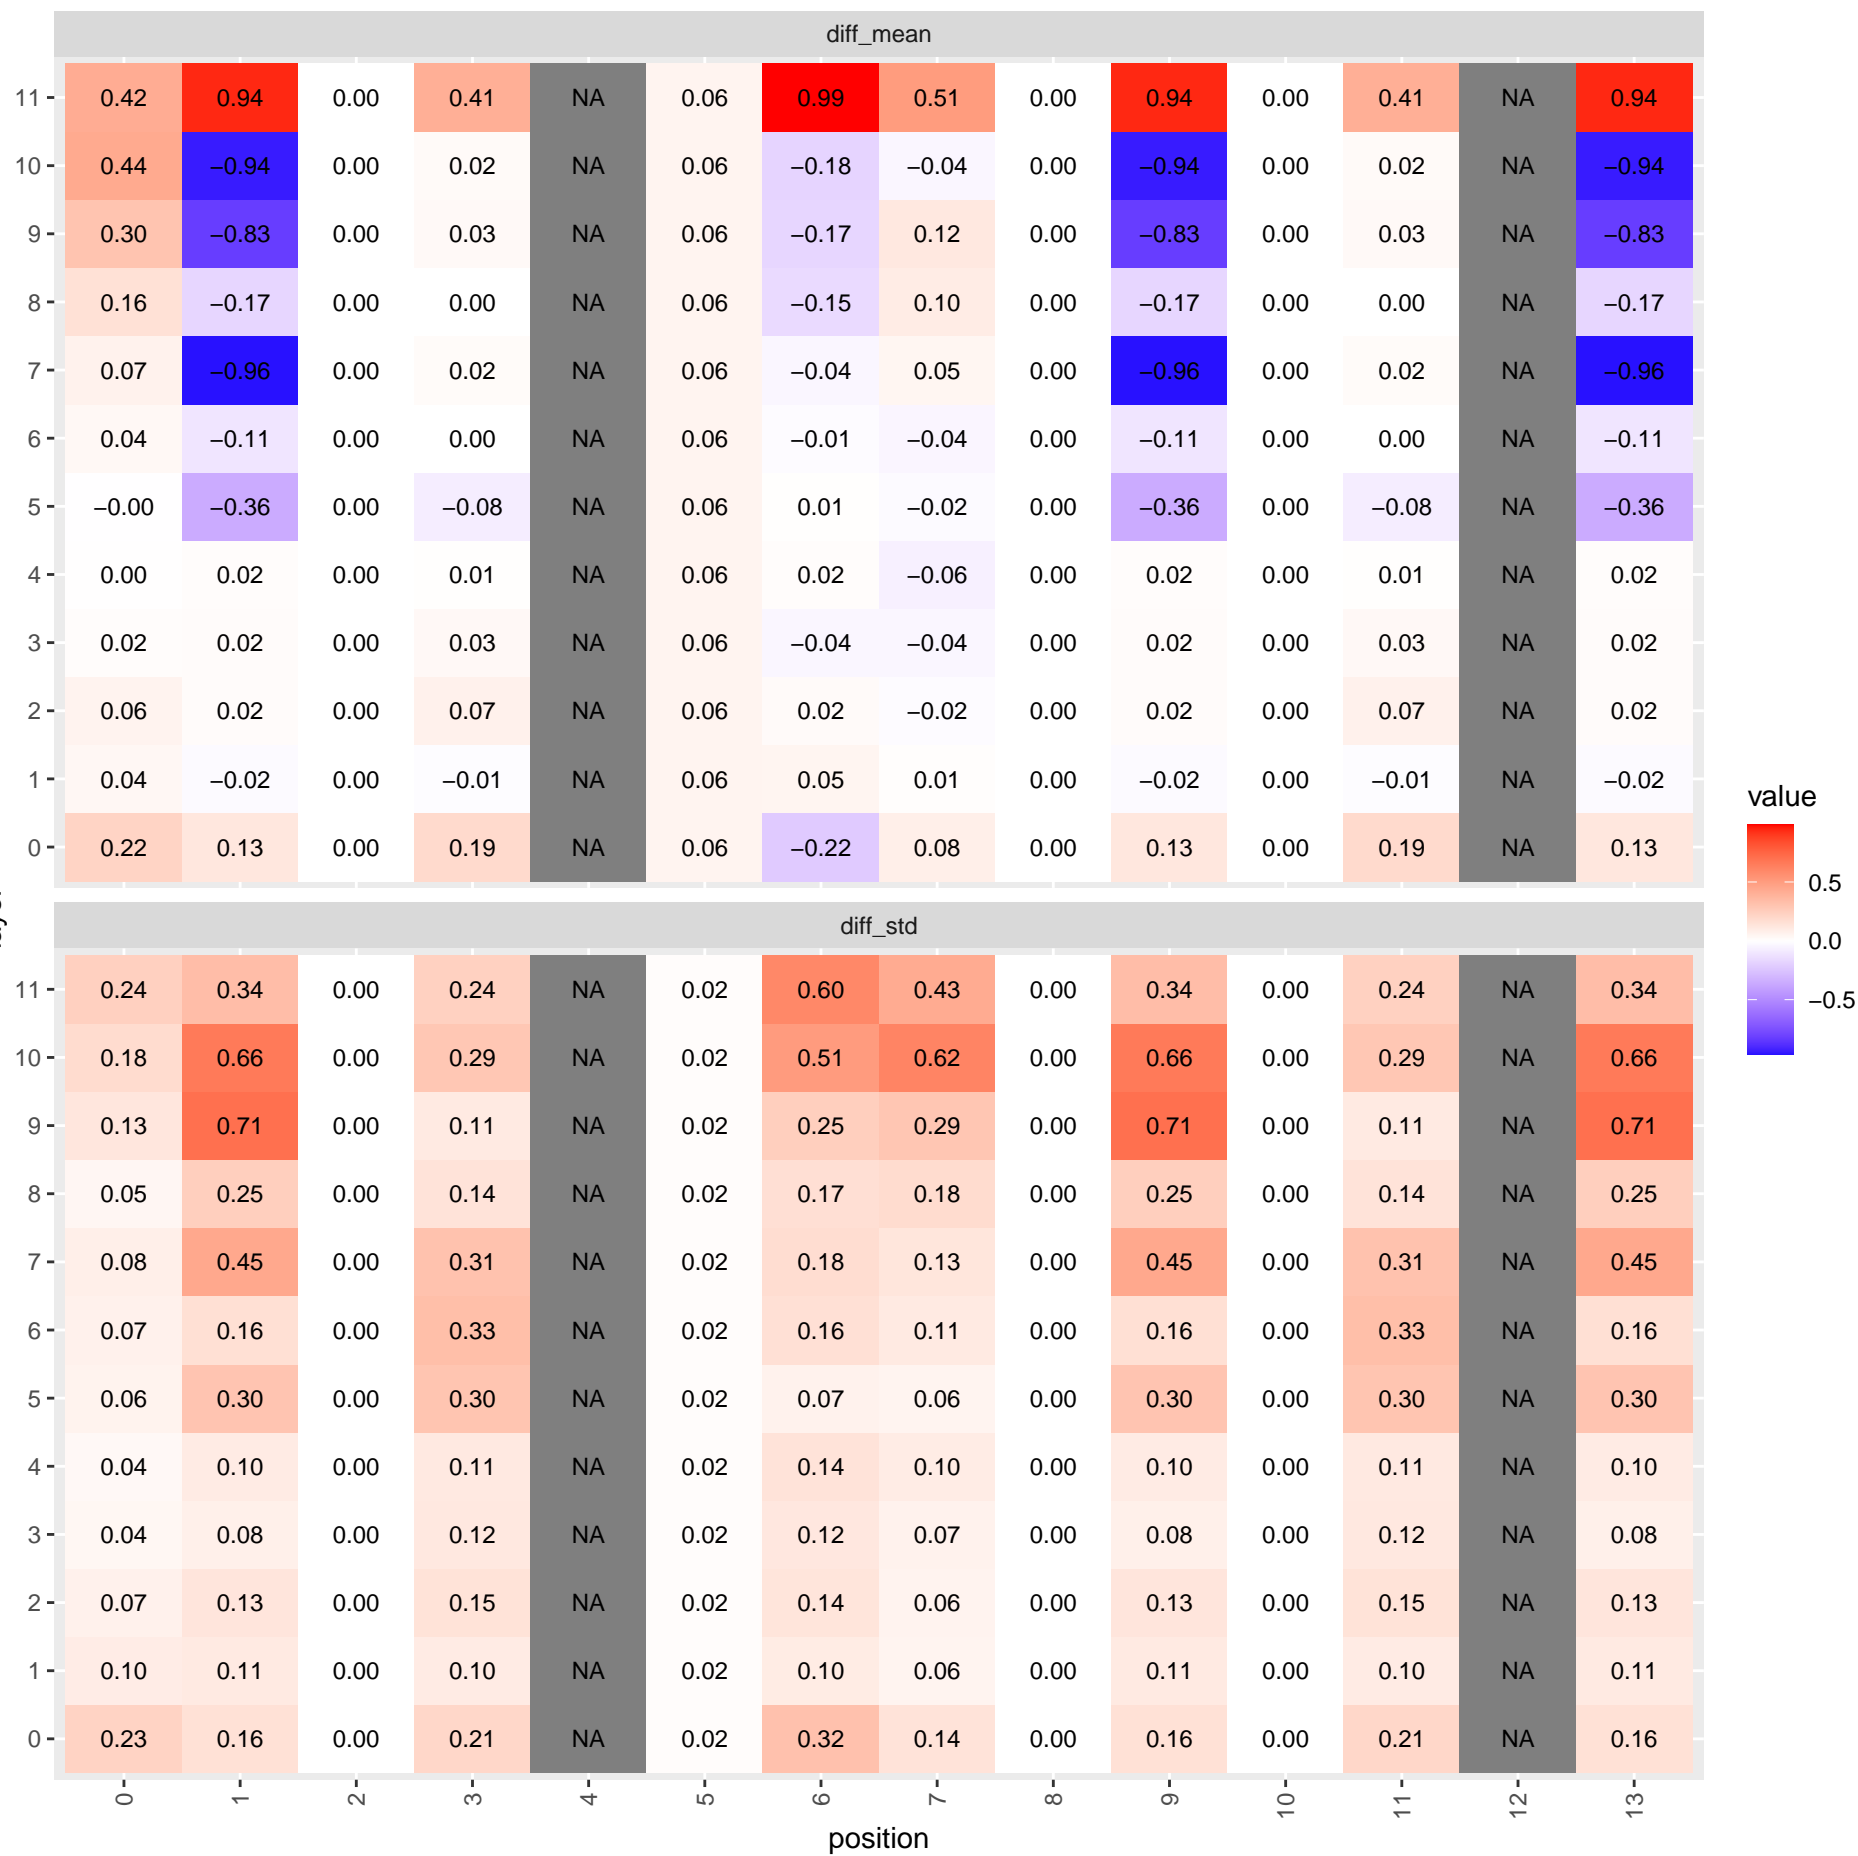 diff_mean
11 0.42 0.94 0.00 0.41 NA 0.06 0.99 0.51 0.00 0.94 0.00 0.41 NA 0.94
10 0.44 −0.94 0.00 0.02 NA 0.06 −0.18 −0.04 0.00 −0.94 0.00 0.02 NA −0.94
9 0.30 −0.83 0.00 0.03 NA 0.06 −0.17 0.12 0.00 −0.83 0.00 0.03 NA −0.83
8 0.16 −0.17 0.00 0.00 NA 0.06 −0.15 0.10 0.00 −0.17 0.00 0.00 NA −0.17
7 0.07 −0.96 0.00 0.02 NA 0.06 −0.04 0.05 0.00 −0.96 0.00 0.02 NA −0.96
6 0.04 −0.11 0.00 0.00 NA 0.06 −0.01 −0.04 0.00 −0.11 0.00 0.00 NA −0.11
5 −0.00 −0.36 0.00 −0.08 NA 0.06 0.01 −0.02 0.00 −0.36 0.00 −0.08 NA −0.36
4 0.00 0.02 0.00 0.01 NA 0.06 0.02 −0.06 0.00 0.02 0.00 0.01 NA 0.02
3 0.02 0.02 0.00 0.03 NA 0.06 −0.04 −0.04 0.00 0.02 0.00 0.03 NA 0.02
2 0.06 0.02 0.00 0.07 NA 0.06 0.02 −0.02 0.00 0.02 0.00 0.07 NA 0.02
1 0.04 −0.02 0.00 −0.01 NA 0.06 0.05 0.01 0.00 −0.02 0.00 −0.01 NA −0.02
0 0.22 0.13 0.00 0.19 NA 0.06 −0.22 0.08 0.00 0.13 0.00 0.19 NA 0.13
diff_std
11 0.24 0.34 0.00 0.24 NA 0.02 0.60 0.43 0.00 0.34 0.00 0.24 NA 0.34
10 0.18 0.66 0.00 0.29 NA 0.02 0.51 0.62 0.00 0.66 0.00 0.29 NA 0.66
9 0.13 0.71 0.00 0.11 NA 0.02 0.25 0.29 0.00 0.71 0.00 0.11 NA 0.71
8 0.05 0.25 0.00 0.14 NA 0.02 0.17 0.18 0.00 0.25 0.00 0.14 NA 0.25
7 0.08 0.45 0.00 0.31 NA 0.02 0.18 0.13 0.00 0.45 0.00 0.31 NA 0.45
6 0.07 0.16 0.00 0.33 NA 0.02 0.16 0.11 0.00 0.16 0.00 0.33 NA 0.16
5 0.06 0.30 0.00 0.30 NA 0.02 0.07 0.06 0.00 0.30 0.00 0.30 NA 0.30
4 0.04 0.10 0.00 0.11 NA 0.02 0.14 0.10 0.00 0.10 0.00 0.11 NA 0.10
3 0.04 0.08 0.00 0.12 NA 0.02 0.12 0.07 0.00 0.08 0.00 0.12 NA 0.08
2 0.07 0.13 0.00 0.15 NA 0.02 0.14 0.06 0.00 0.13 0.00 0.15 NA 0.13
1 0.10 0.11 0.00 0.10 NA 0.02 0.10 0.06 0.00 0.11 0.00 0.10 NA 0.11
0 0.23 0.16 0.00 0.21 NA 0.02 0.32 0.14 0.00 0.16 0.00 0.21 NA 0.16
0 1 2 3 4 5 6 7 8 9 10 11 12 13
position
value
0.5
0.0
−0.5